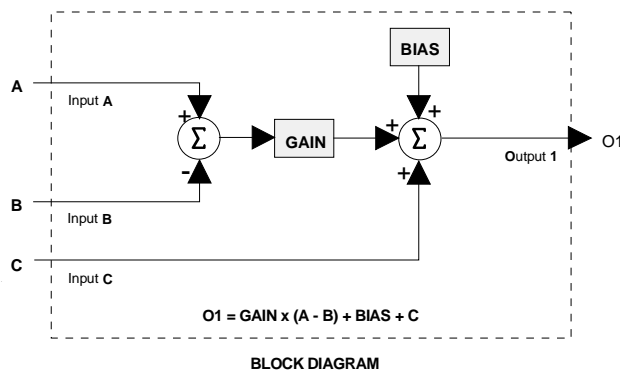 BIAS
A
Input A
+
+
Σ
GAIN
+
Σ
O1
Output 1
-
+
B
Input B
C
Input C
O1 = GAIN x (A - B) + BIAS + C
BLOCK DIAGRAM